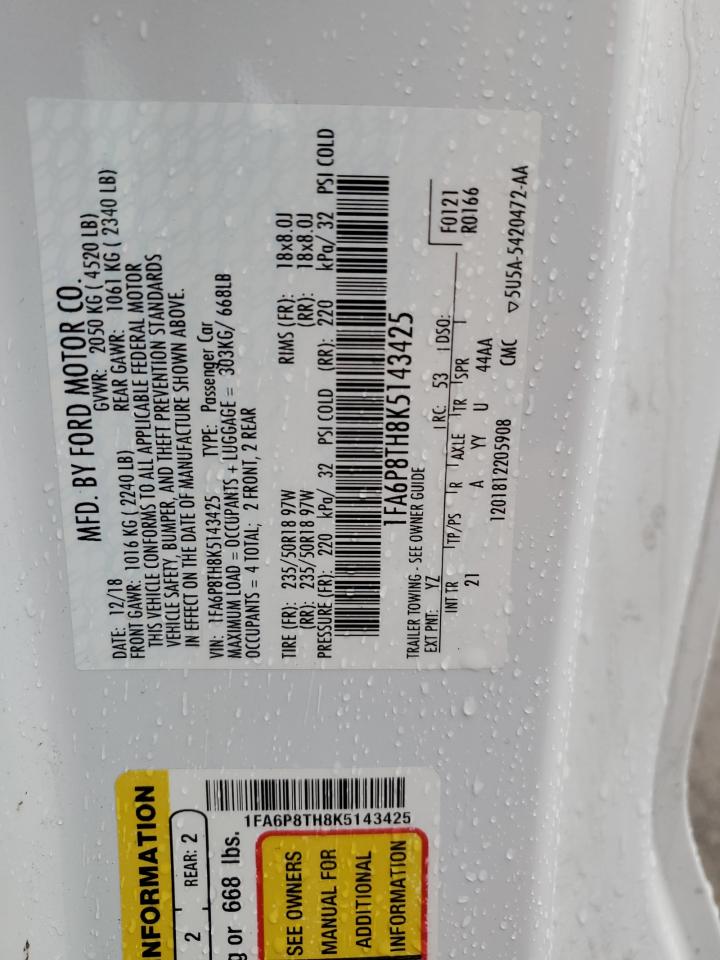 MFD. BY FORD MOTOR CO.
DATE: 12/18 GVWR: 2050 KG ( 4520 LB)
FRONT GAWR: 1016 KG ( 2240 LB) REAR GAWR: 1061 KG ( 2340 LB)
THIS VEHICLE CONFORMS TO ALL APPLICABLE FEDERAL MOTOR
VEHICLE SAFETY, BUMPER, AND THEFT PREVENTION STANDARDS
IN EFFECT ON THE DATE OF MANUFACTURE SHOWN ABOVE.
VIN: 1FA6P8TH8K5143425 TYPE: Passenger Car
MAXIMUM LOAD = OCCUPANTS + LUGGAGE = 303KG/ 668LB
OCCUPANTS = 4 TOTAL; 2 FRONT, 2 REAR
TIRE (FR): 235/50R18 97W RIMS (FR): 18x8.0J
(RR): 235/50R18 97W (RR): 18x8.0J
PRESSURE (FR): 220 kPa/ 32 PSI COLD (RR): 220 kPa/ 32 PSI COLD
1FA6P8TH8K5143425
TRAILER TOWING - SEE OWNER GUIDE
EXT PNT: YZ RC: 53 DSO: F0121
R0166
INT TR TP/PS R AXLE TR SPR
21 A YY U 44AA
1201812205908 CMC ▽5U5A-5420472-AA
NFORMATION
2 REAR: 2
1FA6P8TH8K5143425
g or 668 lbs.
SEE OWNERS
MANUAL FOR
ADDITIONAL
INFORMATION